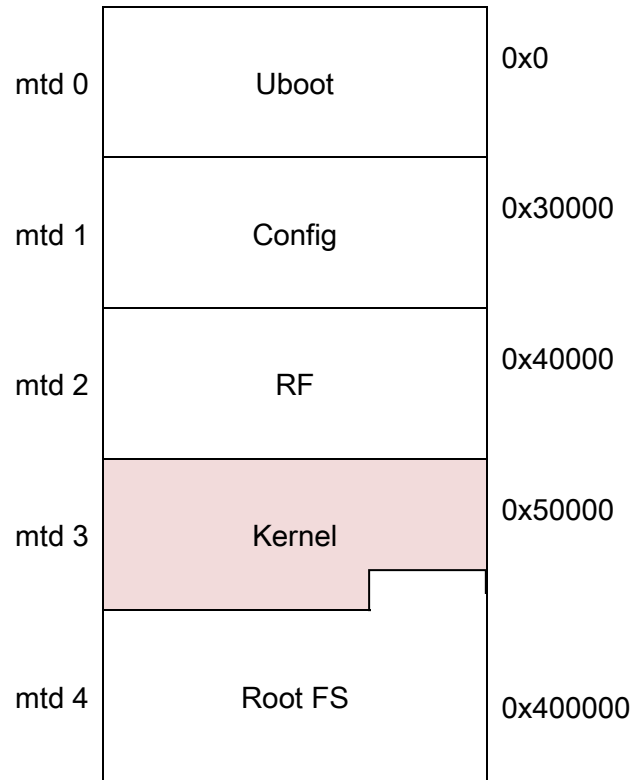 0x0
mtd 0 Uboot
0x30000
mtd 1 Config
0x40000
mtd 2 RF
0x50000
mtd 3 Kernel
mtd 4 Root FS
0x400000